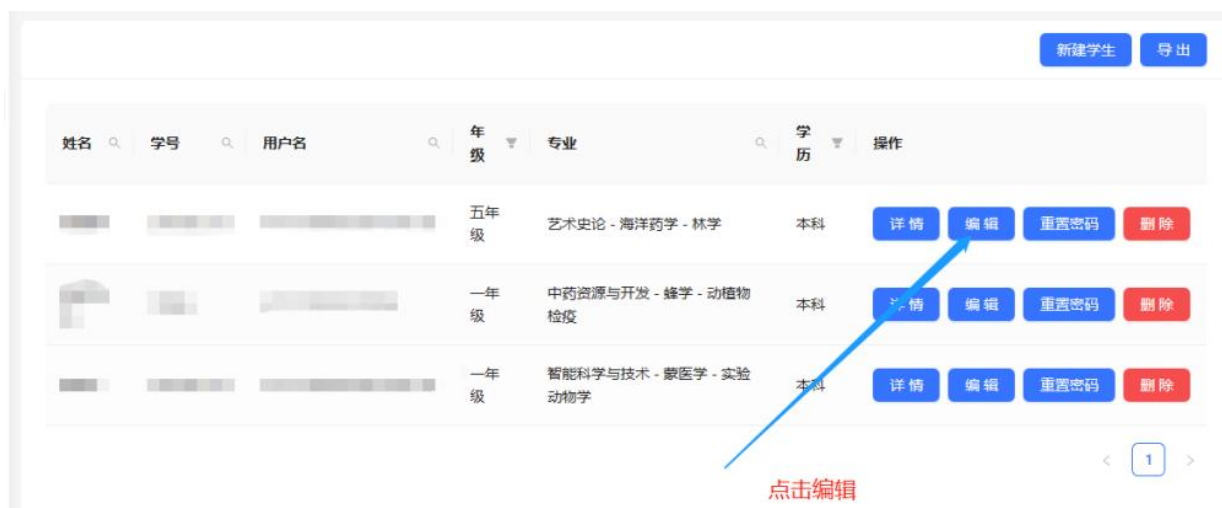 新建学生 导出
姓名 学号 用户名 年级 专业 学历 操作
五年级 艺术史论 - 海洋药学 - 林学 本科 详情 编辑 重置密码 删除
一年级 中药资源与开发 - 蜂学 - 动植物检疫 本科 详情 编辑 重置密码 删除
一年级 智能科学与技术 - 蒙医学 - 实验动物学 本科 详情 编辑 重置密码 删除
< 1 >
点击编辑